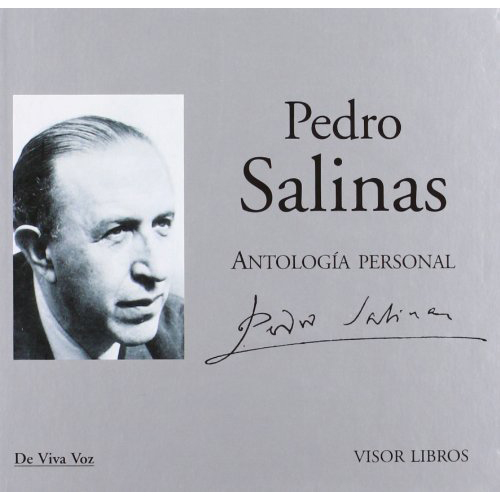 Pedro
Salinas
ANTOLOGÍA PERSONAL
Pedro Salinas
De Viva Voz
VISOR LIBROS